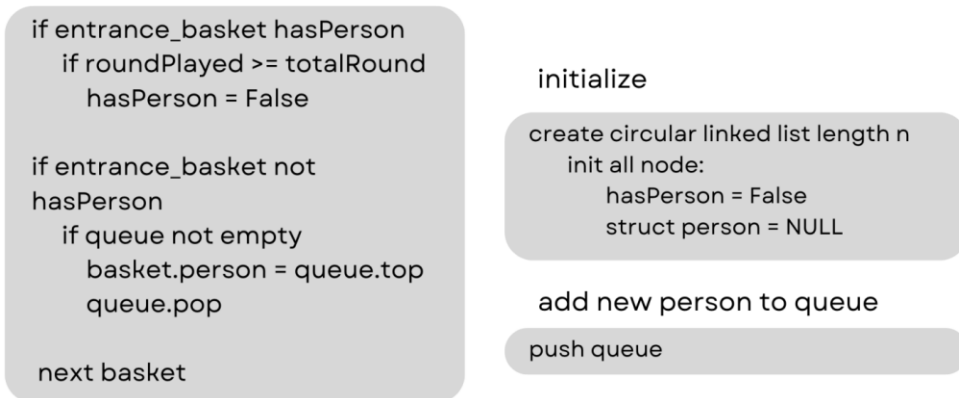 if entrance_basket hasPerson
if roundPlayed >= totalRound
hasPerson = False
if entrance_basket not
hasPerson
if queue not empty
basket.person = queue.top
queue.pop
next basket
initialize
create circular linked list length n
init all node:
hasPerson = False
struct person = NULL
add new person to queue
push queue